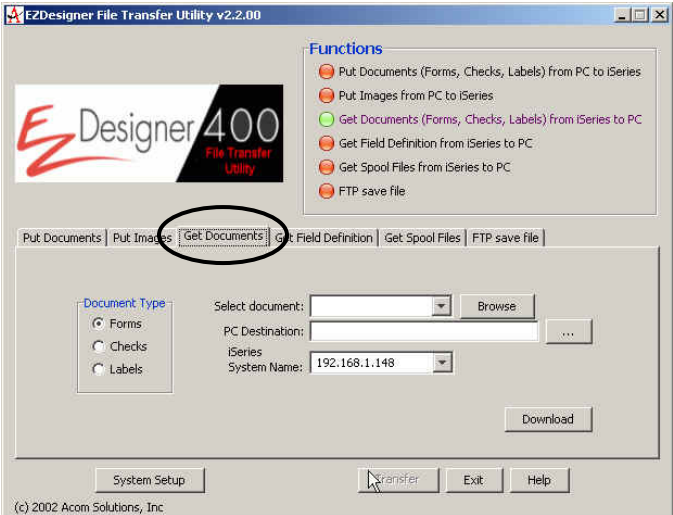 EZDesigner File Transfer Utility v2.2.00
Functions
Put Documents (Forms, Checks, Labels) from PC to iSeries
Put Images from PC to iSeries
Get Documents (Forms, Checks, Labels) from iSeries to PC
Get Field Definition from iSeries to PC
Get Spool Files from iSeries to PC
FTP save file
EZ Designer 400
File Transfer
Utility
Put Documents Put Images Get Documents Get Field Definition Get Spool Files FTP save file
Document Type
Forms
Checks
Labels
Select document: Browse
PC Destination: ...
iSeries
System Name: 192.168.1.148
Download
System Setup Transfer Exit Help
(c) 2002 Acom Solutions, Inc